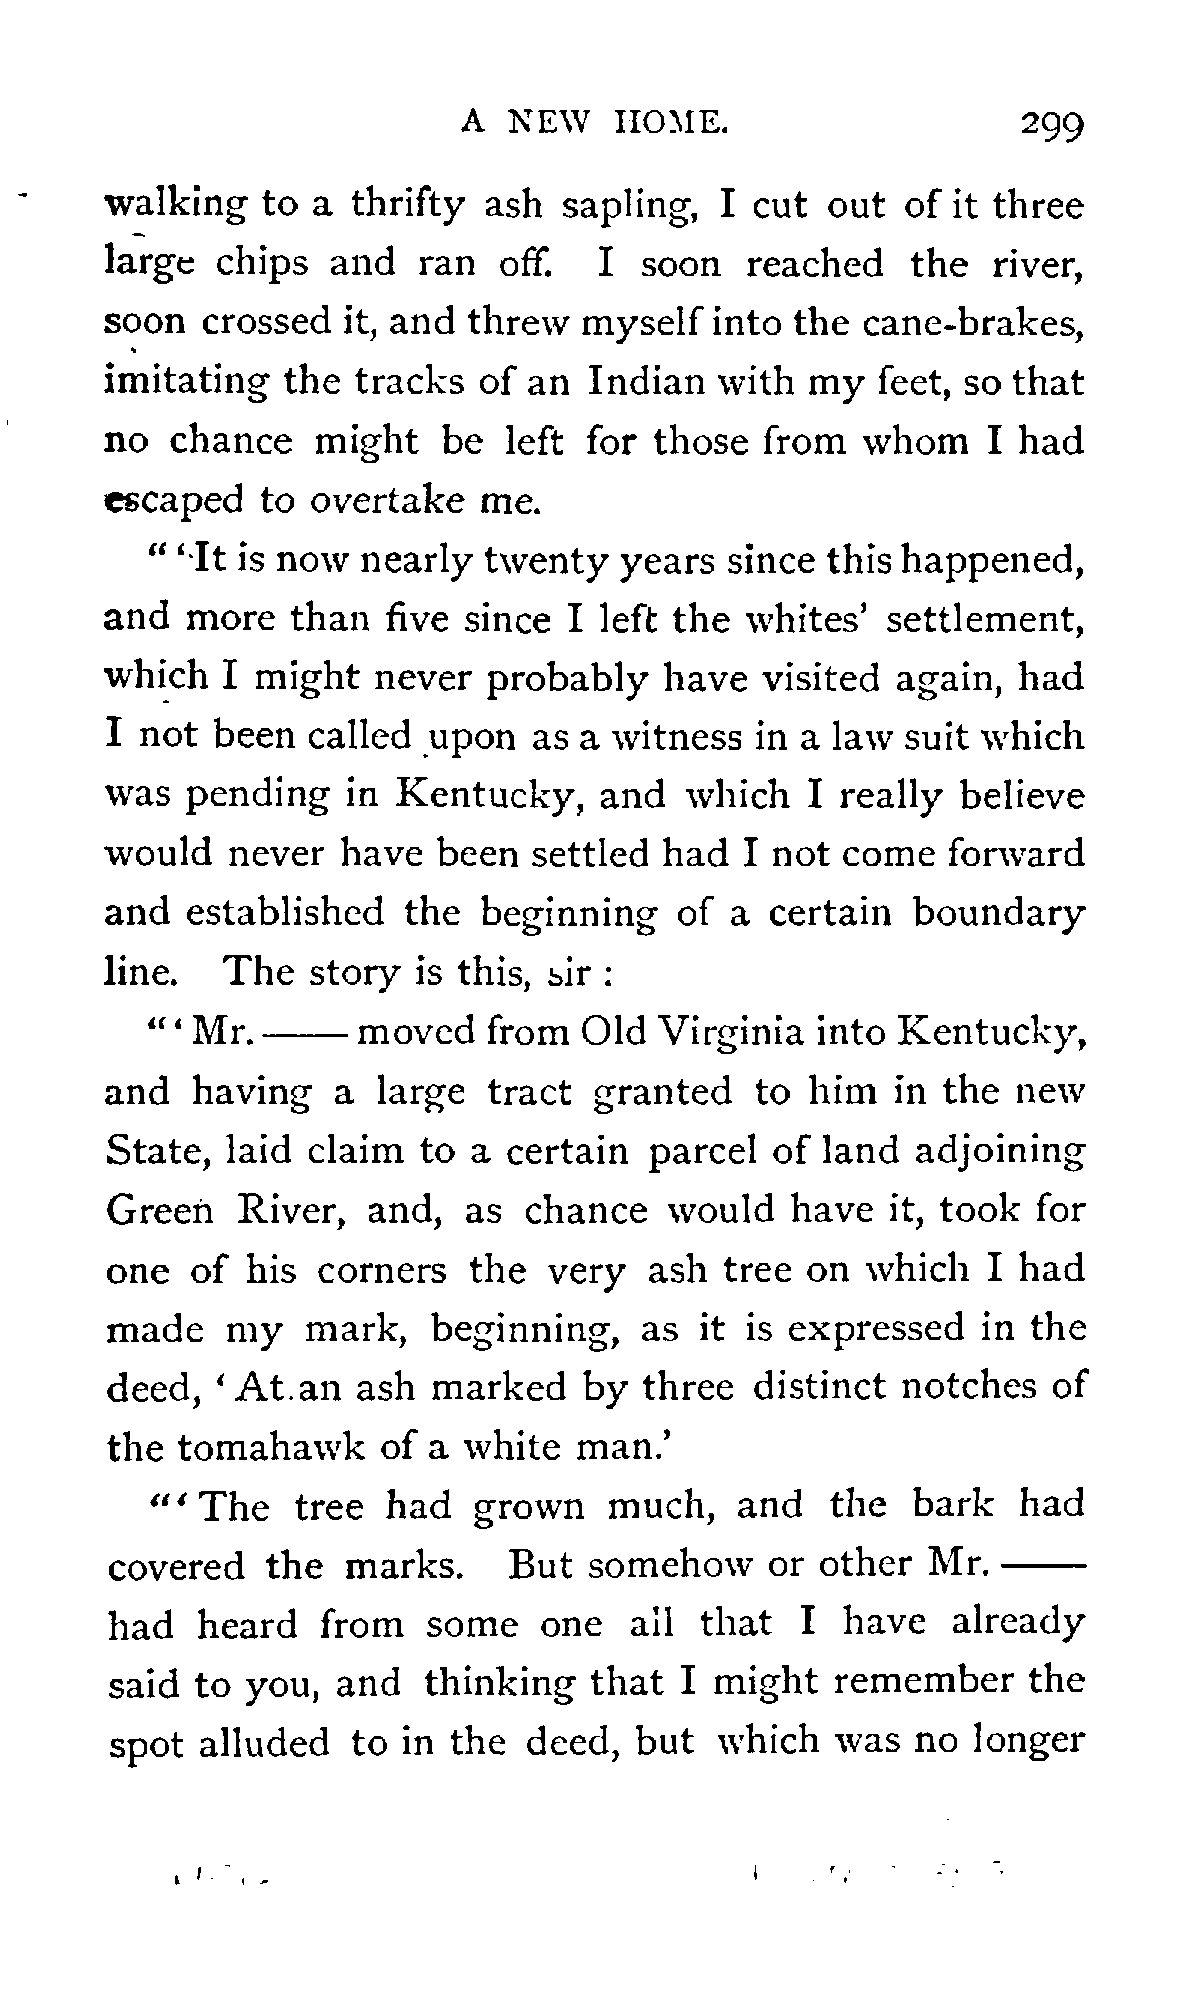 A NEW HOME. 299
walking to a thrifty ash sapling, I cut out of it three
large chips and ran off. I soon reached the river,
soon crossed it, and threw myself into the cane-brakes,
imitating the tracks of an Indian with my feet, so that
no chance might be left for those from whom I had
escaped to overtake me.
“ ‘ It is now nearly twenty years since this happened,
and more than five since I left the whites’ settlement,
which I might never probably have visited again, had
I not been called upon as a witness in a law suit which
was pending in Kentucky, and which I really believe
would never have been settled had I not come forward
and established the beginning of a certain boundary
line. The story is this, sir :
“ ‘ Mr. —— moved from Old Virginia into Kentucky,
and having a large tract granted to him in the new
State, laid claim to a certain parcel of land adjoining
Green River, and, as chance would have it, took for
one of his corners the very ash tree on which I had
made my mark, beginning, as it is expressed in the
deed, ‘ At an ash marked by three distinct notches of
the tomahawk of a white man.’
“ ‘ The tree had grown much, and the bark had
covered the marks. But somehow or other Mr. ——
had heard from some one all that I have already
said to you, and thinking that I might remember the
spot alluded to in the deed, but which was no longer